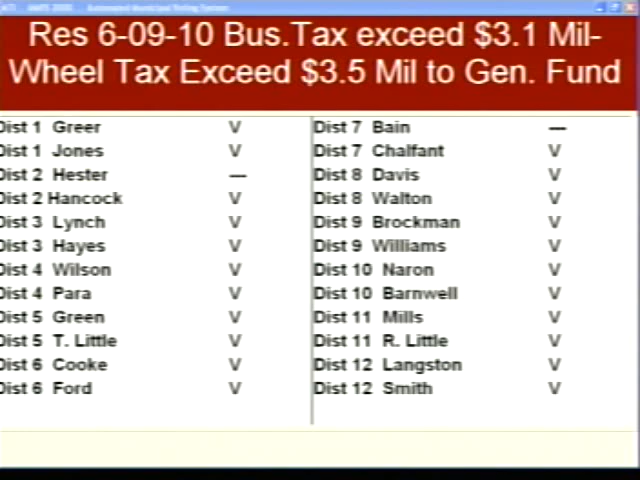 Res 6-09-10 Bus.Tax exceed $3.1 Mil-
Wheel Tax Exceed $3.5 Mil to Gen. Fund
Dist 1 Greer V
Dist 1 Jones V
Dist 2 Hester —
Dist 2 Hancock V
Dist 3 Lynch V
Dist 3 Hayes V
Dist 4 Wilson V
Dist 4 Para V
Dist 5 Green V
Dist 5 T. Little V
Dist 6 Cooke V
Dist 6 Ford V
Dist 7 Bain —
Dist 7 Chalfant V
Dist 8 Davis V
Dist 8 Walton V
Dist 9 Brockman V
Dist 9 Williams V
Dist 10 Naron V
Dist 10 Barnwell V
Dist 11 Mills V
Dist 11 R. Little V
Dist 12 Langston V
Dist 12 Smith V